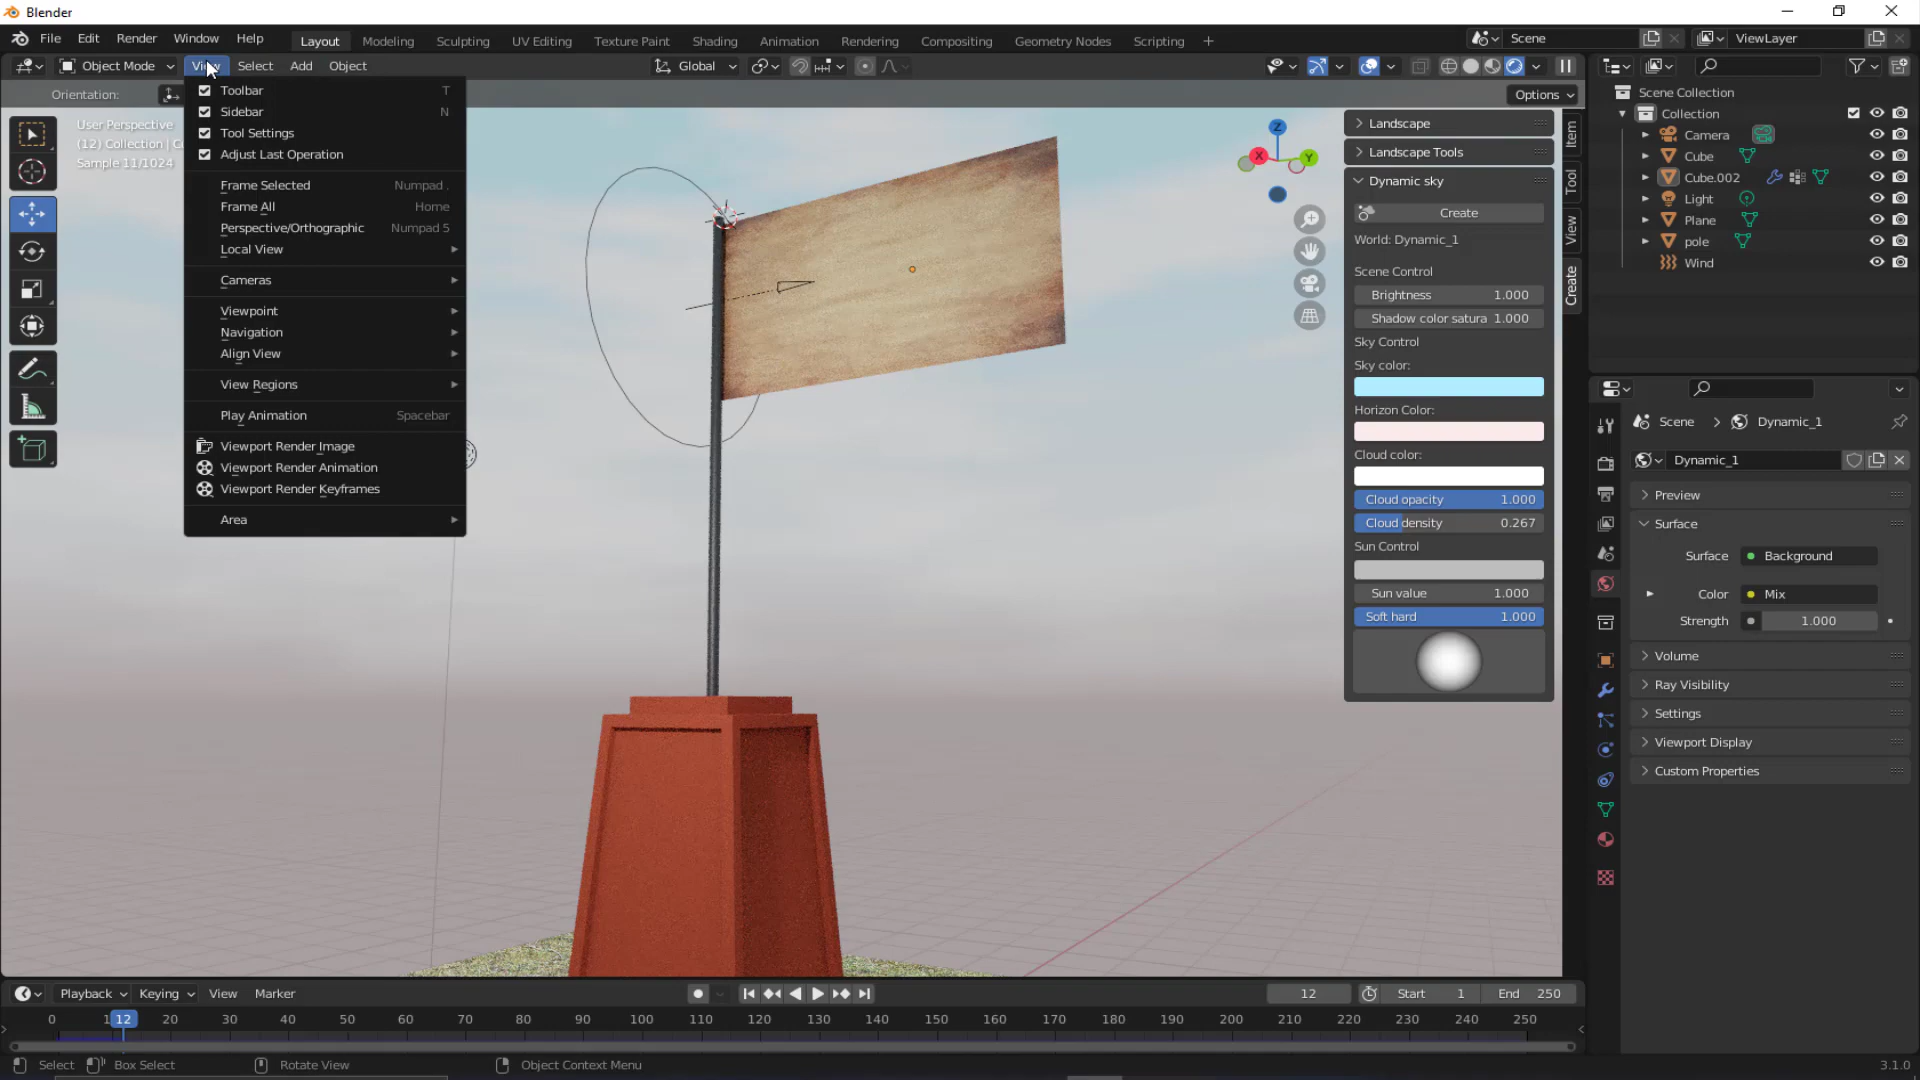 Blender
File Edit Render Window Help
Layout Modeling Sculpting UV Editing Texture Paint Shading Animation Rendering Compositing Geometry Nodes Scripting +
Scene
ViewLayer
Object Mode
View Select Add Object
Global
Orientation:
Options
Toolbar T
Sidebar N
Tool Settings
Adjust Last Operation
Frame Selected Numpad .
Frame All Home
Perspective/Orthographic Numpad 5
Local View
Cameras
Viewpoint
Navigation
Align View
View Regions
Play Animation Spacebar
Viewport Render Image
Viewport Render Animation
Viewport Render Keyframes
Area
User Perspective
(12) Collection | Cu
Sample 11/1024
Z
X
Y
Landscape
Landscape Tools
Dynamic sky
Create
World: Dynamic_1
Scene Control
Brightness 1.000
Shadow color satura 1.000
Sky Control
Sky color:
Horizon Color:
Cloud color:
Cloud opacity 1.000
Cloud density 0.267
Sun Control
Sun value 1.000
Soft hard 1.000
Item
Tool
View
Create
Scene Collection
Collection
Camera
Cube
Cube.002
Light
Plane
pole
Wind
Scene > Dynamic_1
Dynamic_1
Preview
Surface
Surface Background
Color Mix
Strength 1.000
Volume
Ray Visibility
Settings
Viewport Display
Custom Properties
Playback Keying View Marker
12
Start 1
End 250
0 1 12 20 30 40 50 60 70 80 90 100 110 120 130 140 150 160 170 180 190 200 210 220 230 240 250
Select Box Select Rotate View Object Context Menu
3.1.0